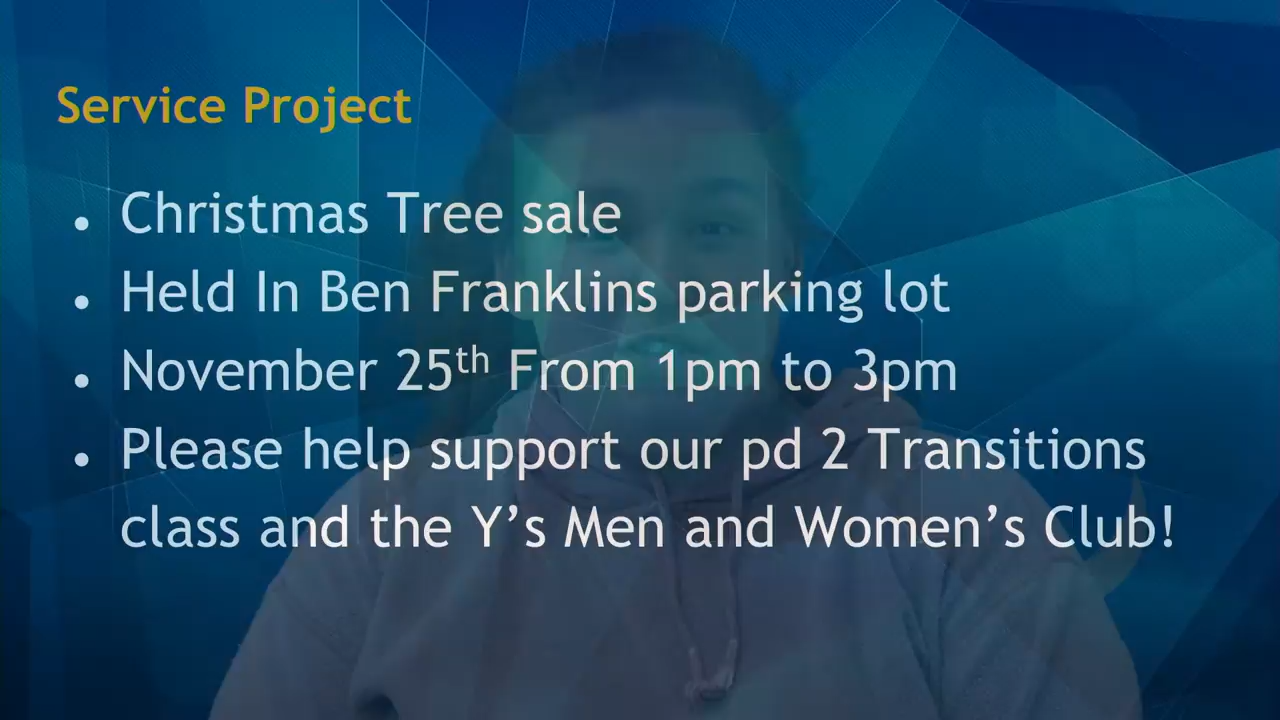 Service Project
• Christmas Tree sale
• Held In Ben Franklins parking lot
• November 25th From 1pm to 3pm
• Please help support our pd 2 Transitions
class and the Y’s Men and Women’s Club!